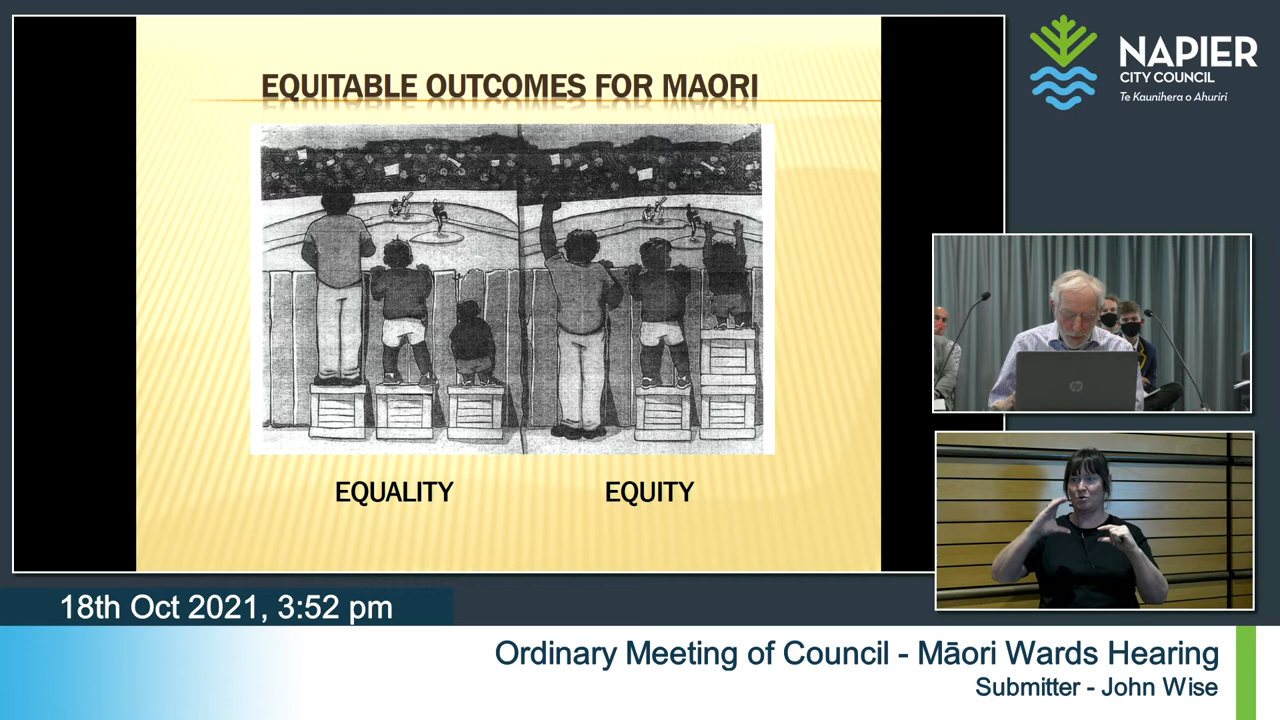 EQUITABLE OUTCOMES FOR MAORI
EQUALITY
EQUITY
NAPIER
CITY COUNCIL
Te Kaunihera o Ahuriri
hp
18th Oct 2021, 3:52 pm
Ordinary Meeting of Council - Māori Wards Hearing
Submitter - John Wise